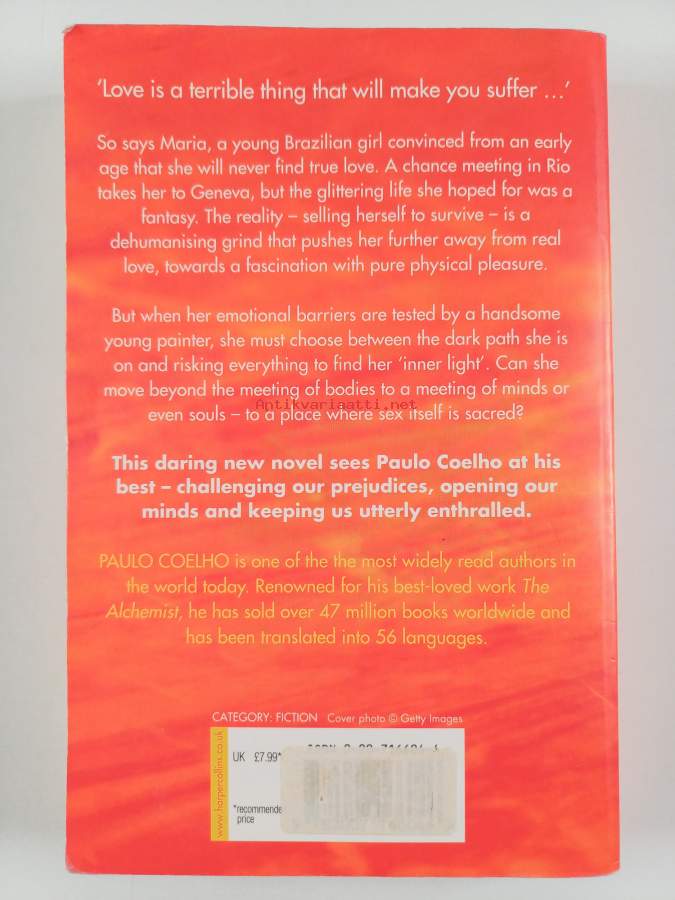 ‘Love is a terrible thing that will make you suffer ...’
So says Maria, a young Brazilian girl convinced from an early
age that she will never find true love. A chance meeting in Rio
takes her to Geneva, but the glittering life she hoped for was a
fantasy. The reality – selling herself to survive – is a
dehumanising grind that pushes her further away from real
love, towards a fascination with pure physical pleasure.
But when her emotional barriers are tested by a handsome
young painter, she must choose between the dark path she is
on and risking everything to find her ‘inner light’. Can she
move beyond the meeting of bodies to a meeting of minds or
even souls – to a place where sex itself is sacred?
Antikvariaatti.net
This daring new novel sees Paulo Coelho at his
best – challenging our prejudices, opening our
minds and keeping us utterly enthralled.
PAULO COELHO is one of the the most widely read authors in
the world today. Renowned for his best-loved work The
Alchemist, he has sold over 47 million books worldwide and
has been translated into 56 languages.
CATEGORY: FICTION Cover photo © Getty Images
www.harpercollins.co.uk
UK £7.99*
ISBN
*recommende
price